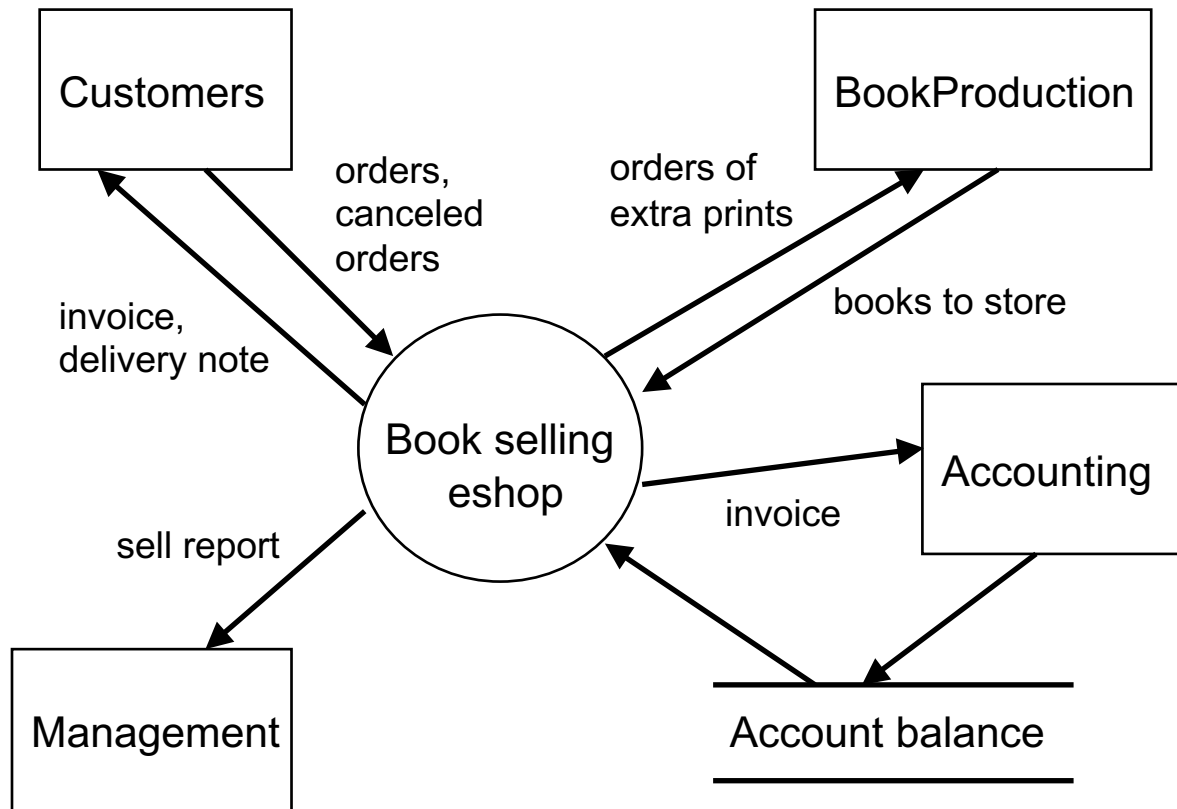 Customers
BookProduction
orders,
canceled
orders
orders of
extra prints
invoice,
delivery note
books to store
Book selling
eshop
Accounting
invoice
sell report
Management
Account balance